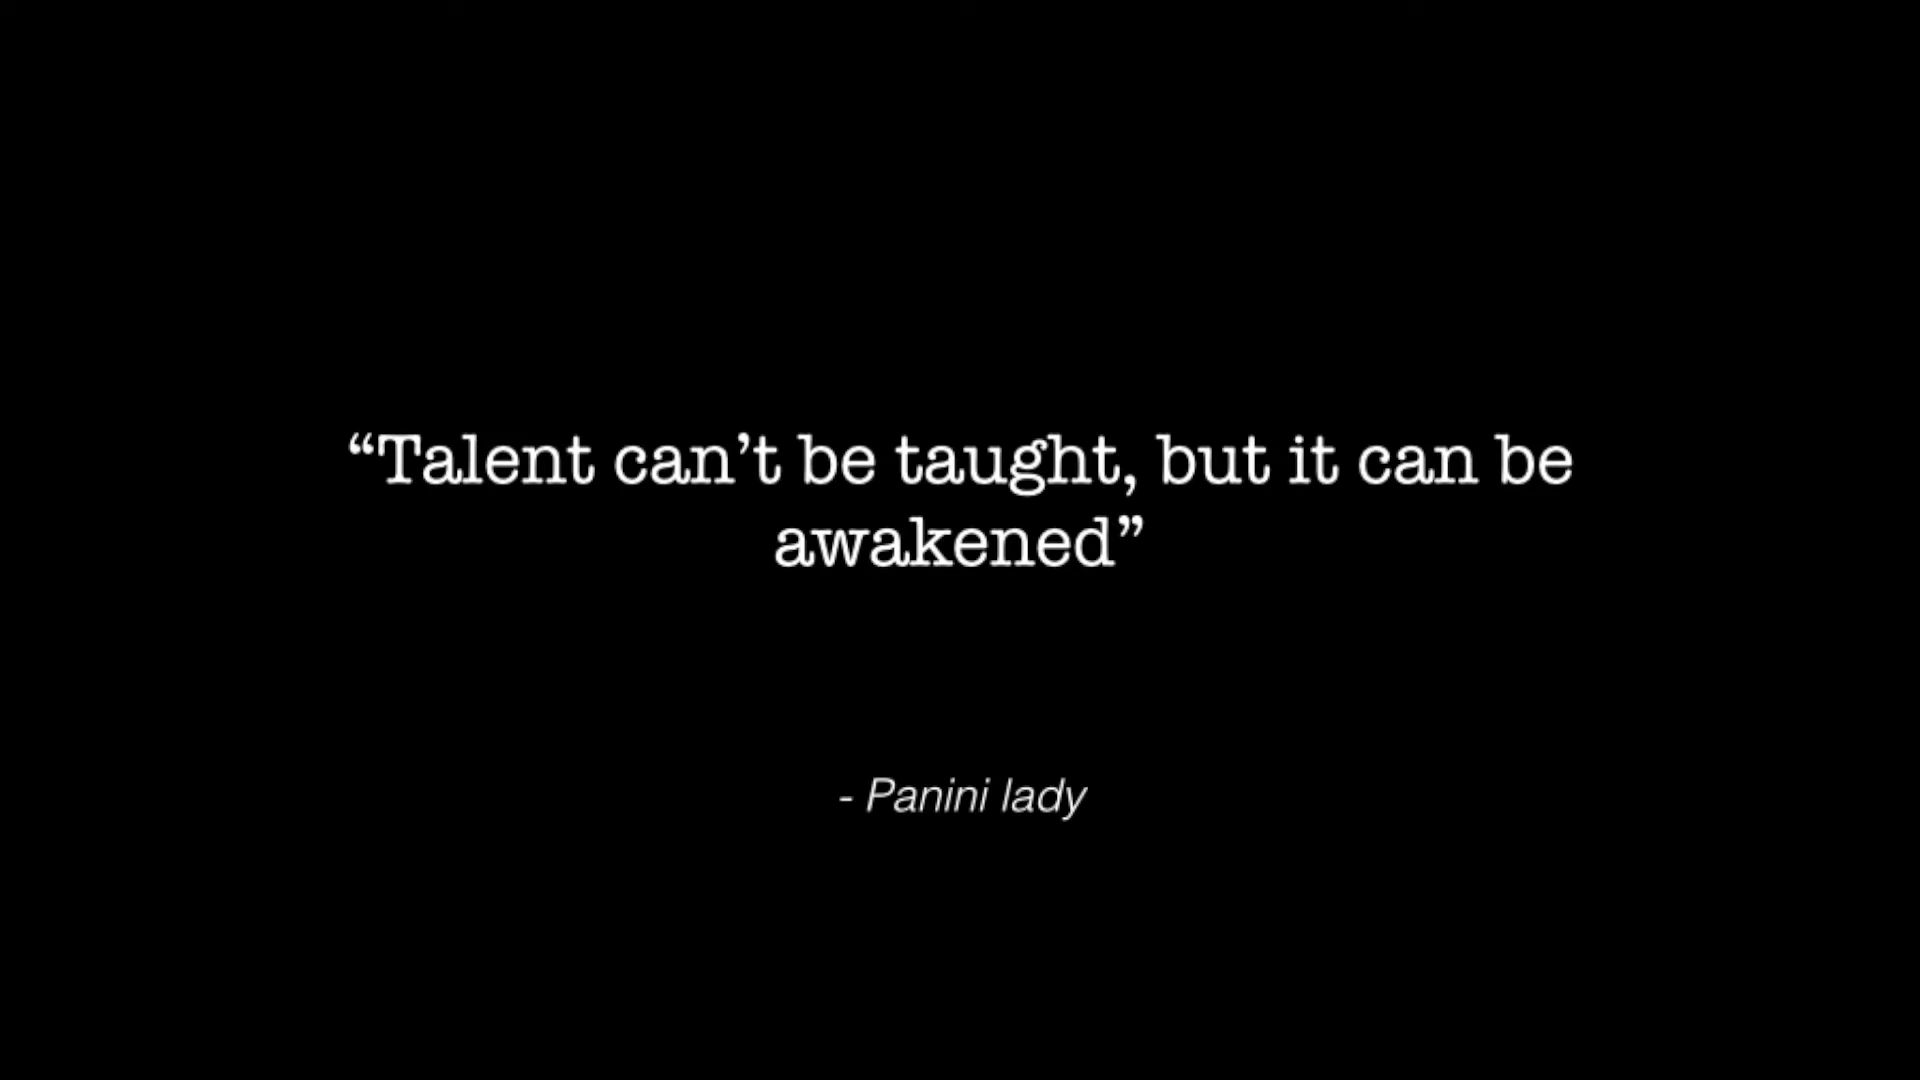 “Talent can’t be taught, but it can be
awakened”
- Panini lady